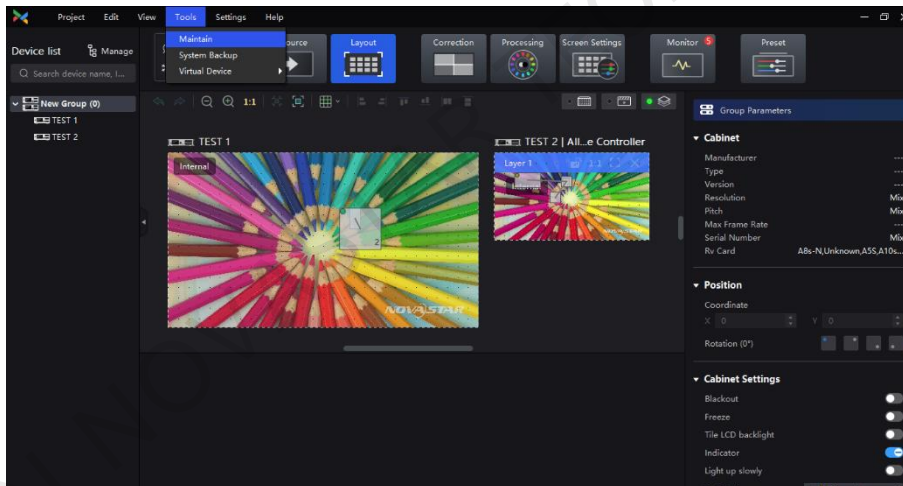 Project Edit View Tools Settings Help
Maintain
System Backup
Virtual Device
Device list Manage
Search device name, I...
New Group (0)
TEST 1
TEST 2
Layout
Correction
Processing
Screen Settings
Monitor 5
Preset
1:1
TEST 1
Internal
2
NOVASTAR
TEST 2 | All...e Controller
Layer 1 1:1
Internal
Group Parameters
Cabinet
Manufacturer ---
Type ---
Version ---
Resolution Mix
Pitch Mix
Max Frame Rate ---
Serial Number Mix
Rv Card A8s-N,Unknown,A5S,A10s...
Position
Coordinate
X 0 Y 0
Rotation (0°)
Cabinet Settings
Blackout
Freeze
Tile LCD backlight
Indicator
Light up slowly